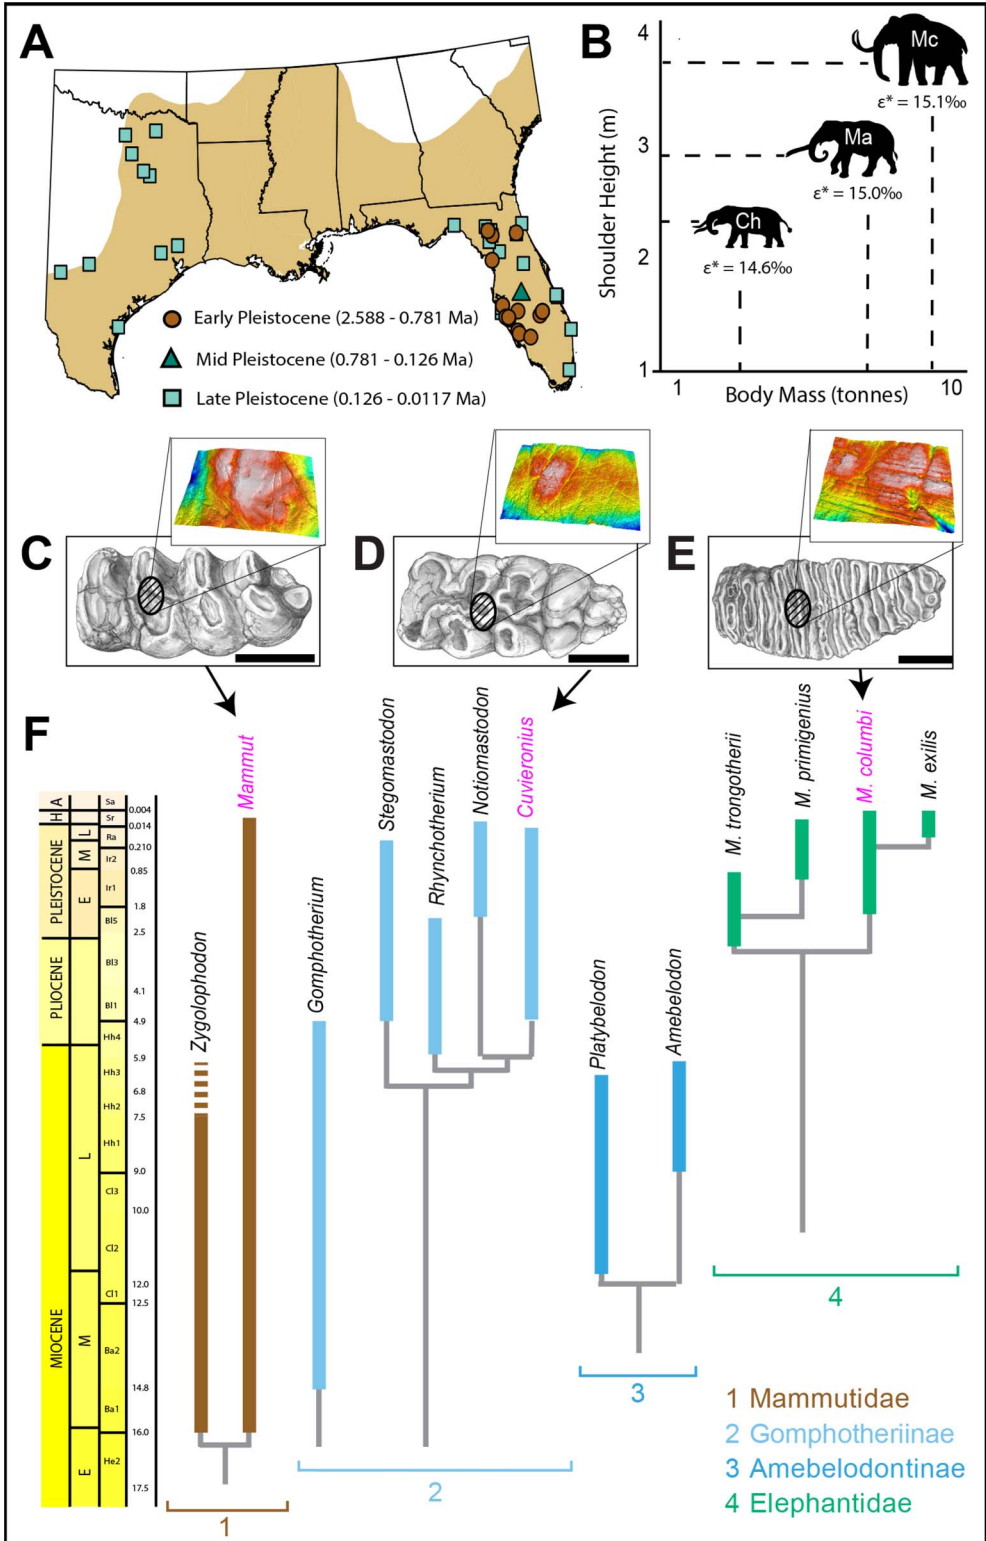 A
Early Pleistocene (2.588 - 0.781 Ma)
Mid Pleistocene (0.781 - 0.126 Ma)
Late Pleistocene (0.126 - 0.0117 Ma)
B
Shoulder Height (m)
4
3
2
1
Mc
ε* = 15.1‰
Ma
ε* = 15.0‰
Ch
ε* = 14.6‰
1
10
Body Mass (tonnes)
C
D
E
F
Mammut
Zygolophodon
Gomphotherium
Stegomastodon
Rhynchotherium
Notiomastodon
Cuvieronius
Platybelodon
Amebelodon
M. trongotherii
M. primigenius
M. columbi
M. exilis
H A
PLEISTOCENE
PLIOCENE
MIOCENE
L
M
E
L
M
E
Sa
Sr
Ra
Ir2
Ir1
Bl5
Bl3
Bl1
Hh4
Hh3
Hh2
Hh1
Cl3
Cl2
Cl1
Ba2
Ba1
He2
0.004
0.014
0.210
0.85
1.8
2.5
4.1
4.9
5.9
6.8
7.5
9.0
10.0
12.0
12.5
14.8
16.0
17.5
1
2
3
4
1 Mammutidae
2 Gomphotheriinae
3 Amebelodontinae
4 Elephantidae